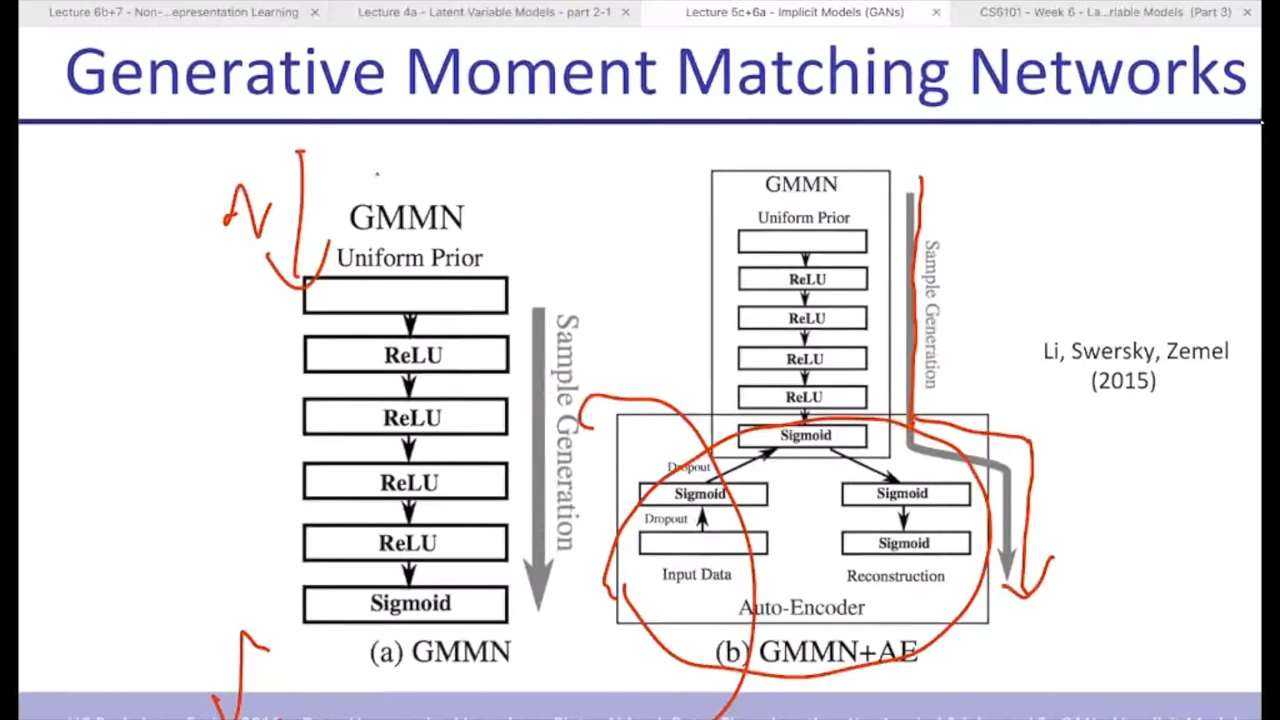 Lecture 6b+7 - Non-...epresentation Learning
Lecture 4a - Latent Variable Models - part 2-1
Lecture 5c+6a - Implicit Models (GANs)
CS6101 - Week 6 - La...riable Models (Part 3)
Generative Moment Matching Networks
GMMN
Uniform Prior
ReLU
ReLU
ReLU
ReLU
Sigmoid
Sample Generation
(a) GMMN
GMMN
Uniform Prior
ReLU
ReLU
ReLU
ReLU
Sigmoid
Sample Generation
Dropout
Sigmoid
Dropout
Input Data
Sigmoid
Sigmoid
Reconstruction
Auto-Encoder
(b) GMMN+AE
Li, Swersky, Zemel
(2015)